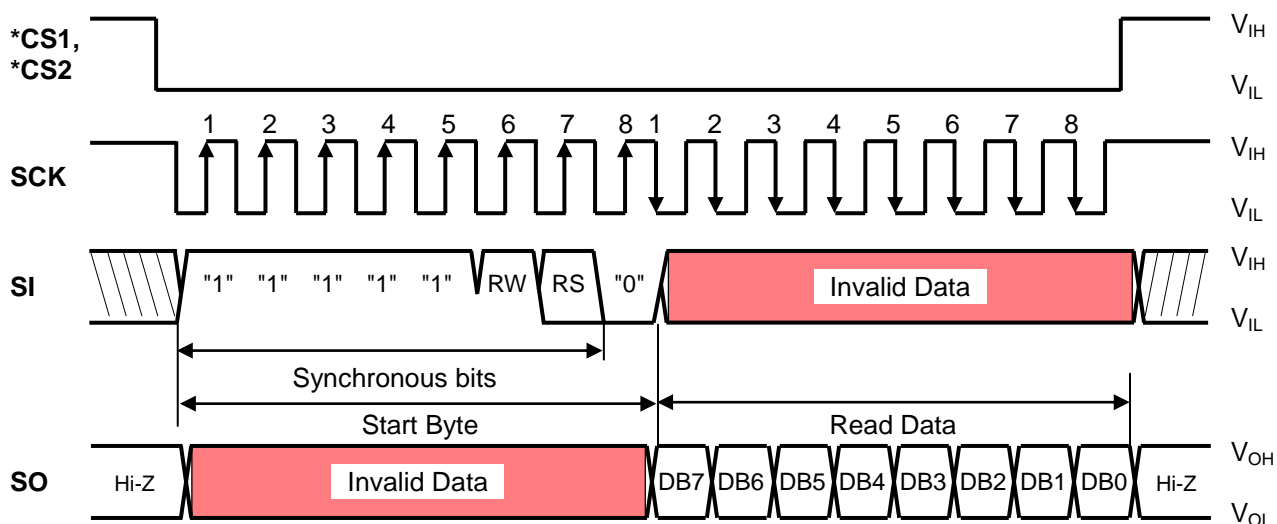 *CS1,
*CS2
V_IH
V_IL
1 2 3 4 5 6 7 8 1 2 3 4 5 6 7 8
SCK
V_IH
V_IL
SI
"1" "1" "1" "1" "1" RW RS "0"
Invalid Data
V_IH
V_IL
Synchronous bits
Start Byte
Read Data
SO
Hi-Z
Invalid Data
DB7 DB6 DB5 DB4 DB3 DB2 DB1 DB0
Hi-Z
V_OH
V_OL